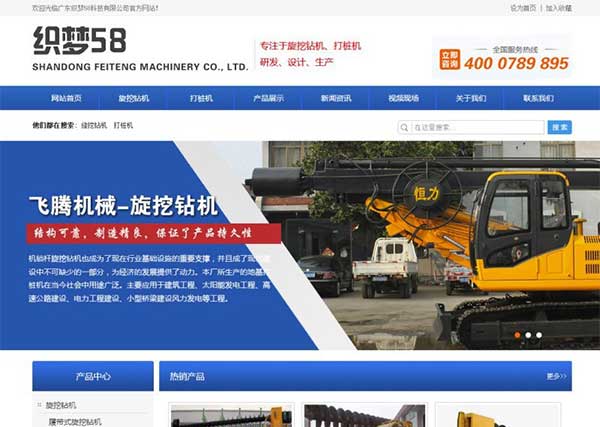 欢迎光临广东织梦58科技有限公司官方网站!
设为首页 | 加入收藏
织梦58
SHANDONG FEITENG MACHINERY CO., LTD.
专注于旋挖钻机、打桩机
研发、设计、生产
立即咨询
全国服务热线
400 0789 895
网站首页 旋挖钻机 打桩机 产品展示 新闻资讯 视频现场 关于我们 联系我们
他们都在搜索: 旋挖钻机 打桩机
在这里搜索...
搜索
飞腾机械-旋挖钻机
结构可靠，制造精良，保证了产品持久性
机锁杆旋挖钻机也成为了现在行业基础设施的重要支撑，并且成了现代建
设中不可缺少的一部分，为经济的发展提供了动力。本厂所生产的地基打
桩机在当今社会中用途广泛。主要应用于建筑工程、太阳能发电工程、高
速公路建设、电力工程建设、小型桥梁建设风力发电等工程。
恒力
产品中心
热销产品
更多>>
旋挖钻机
履带式旋挖钻机